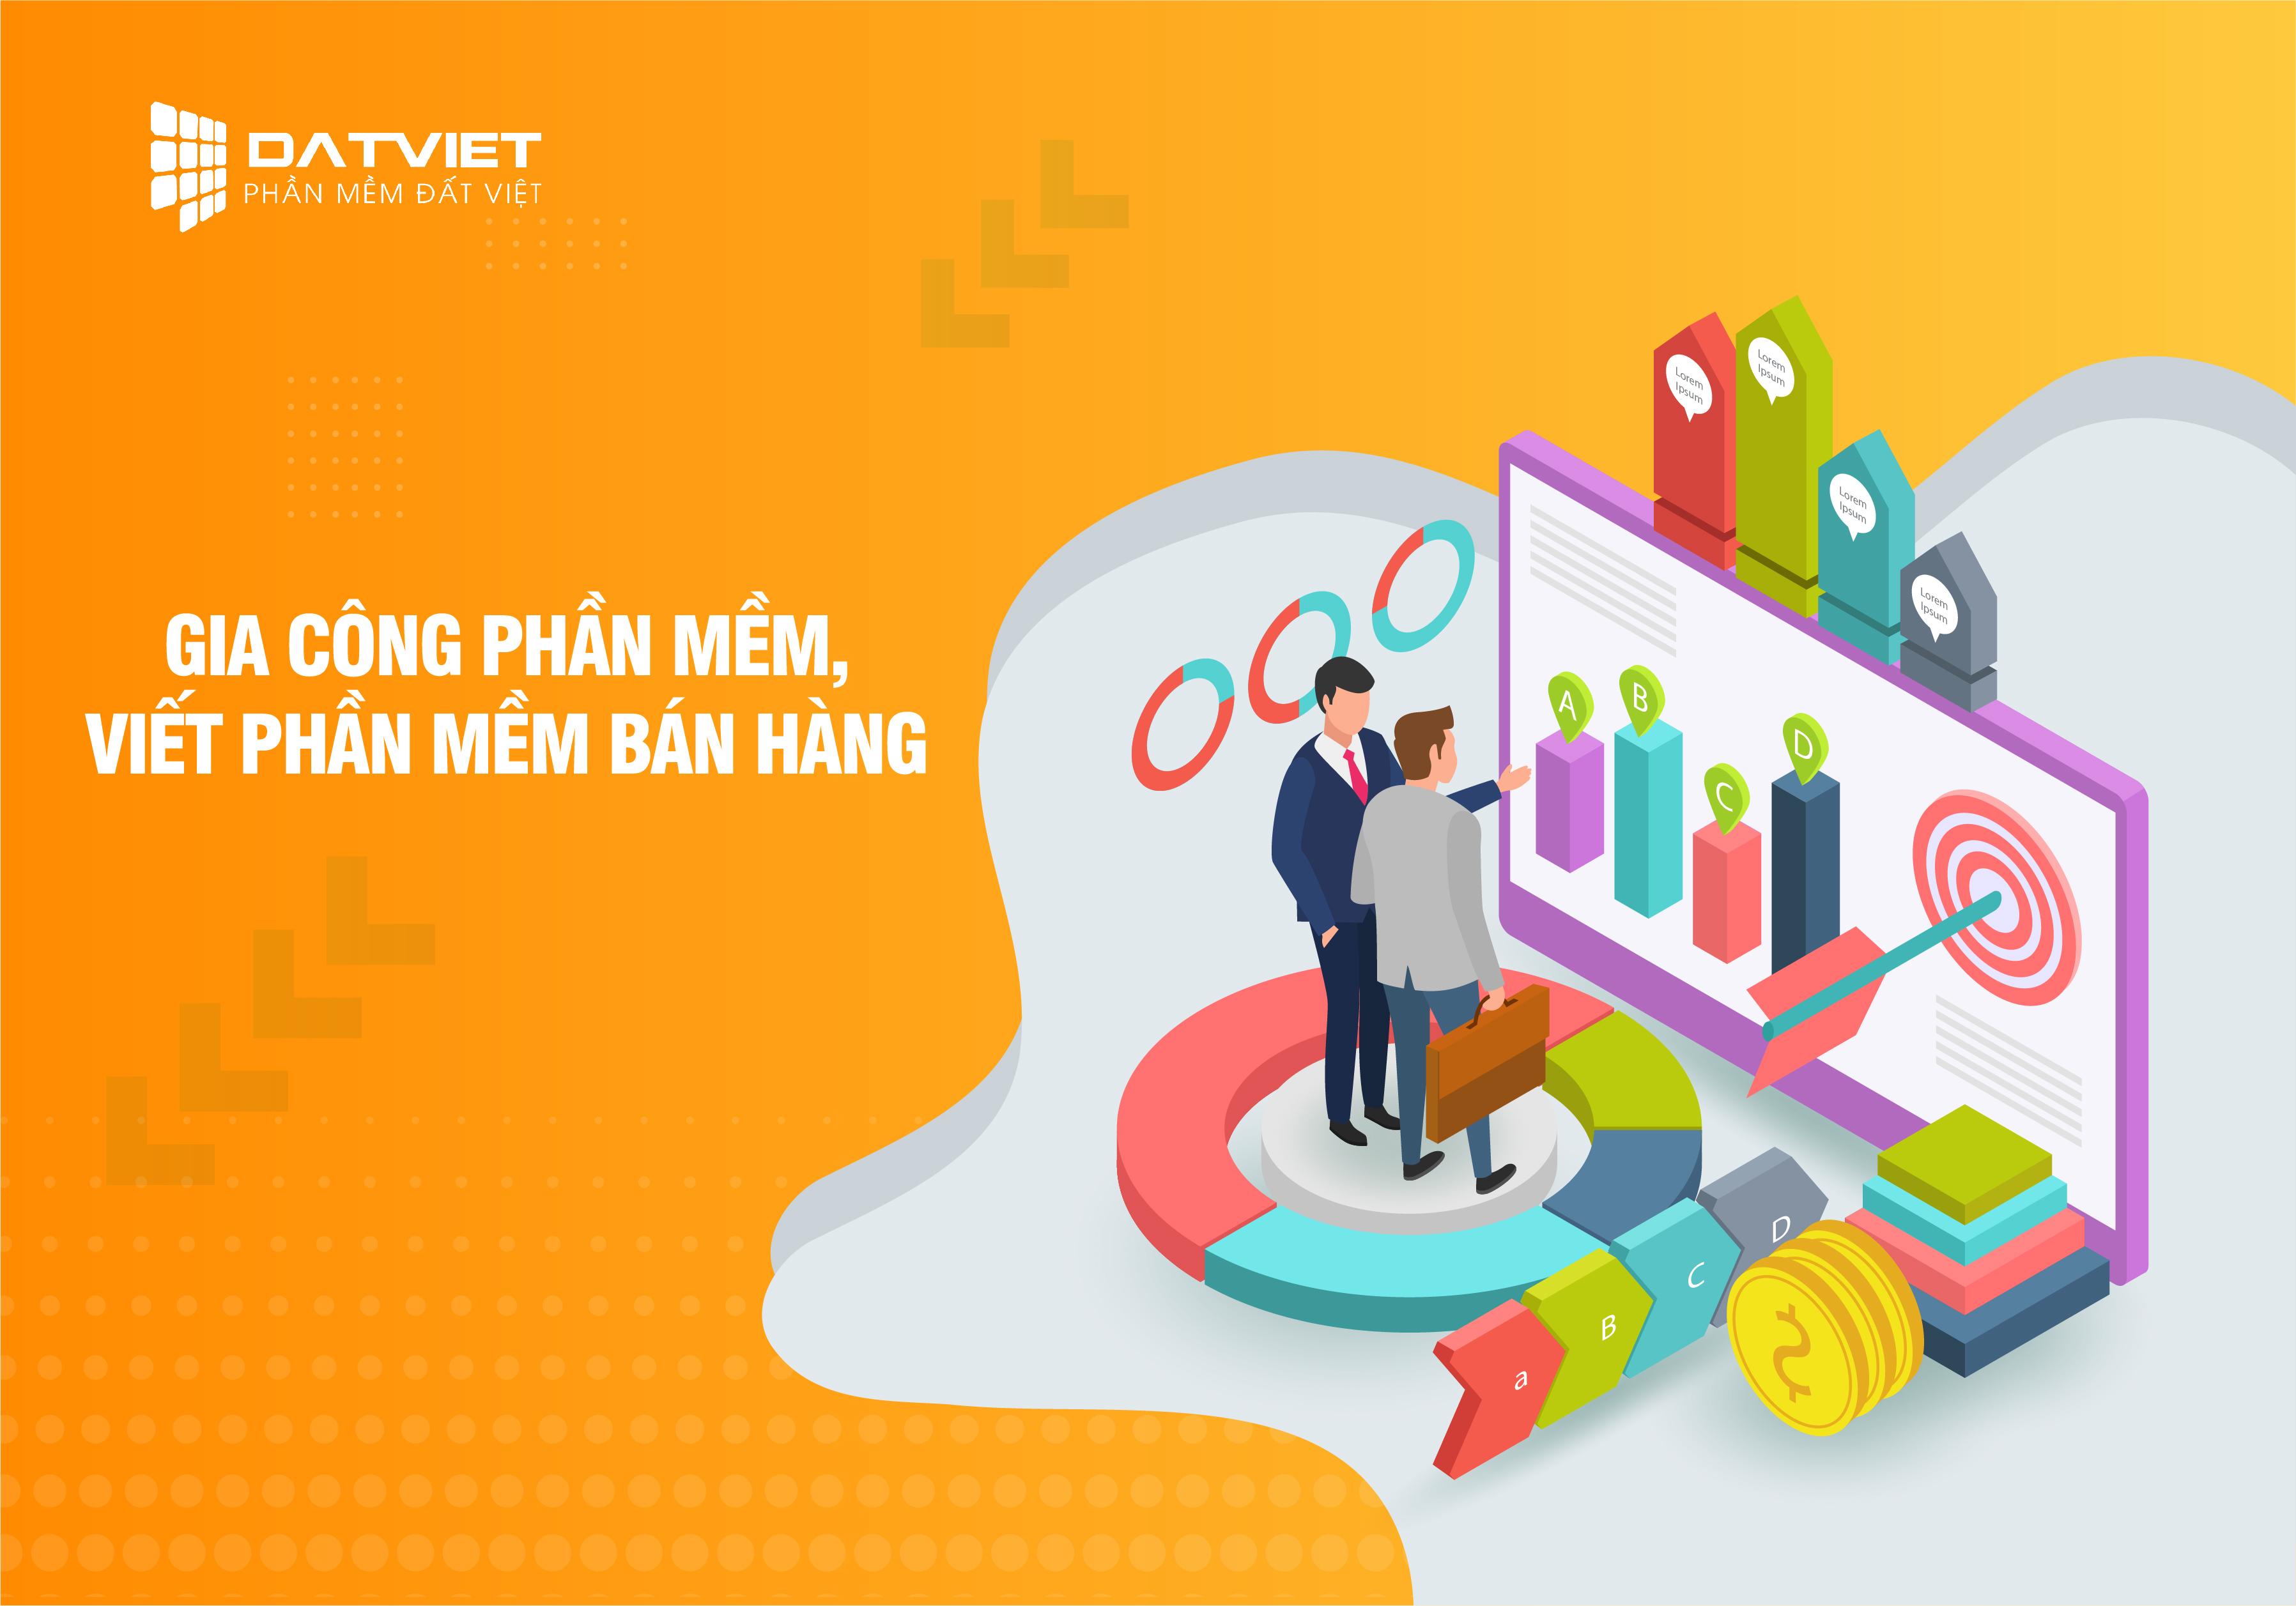 DATVIET
PHẦN MỀM ĐẤT VIỆT
GIA CÔNG PHẦN MỀM,
VIẾT PHẦN MỀM BÁN HÀNG
Lorem
Ipsum
Lorem
Ipsum
Lorem
Ipsum
Lorem
Ipsum
A
B
C
D
a
B
C
D